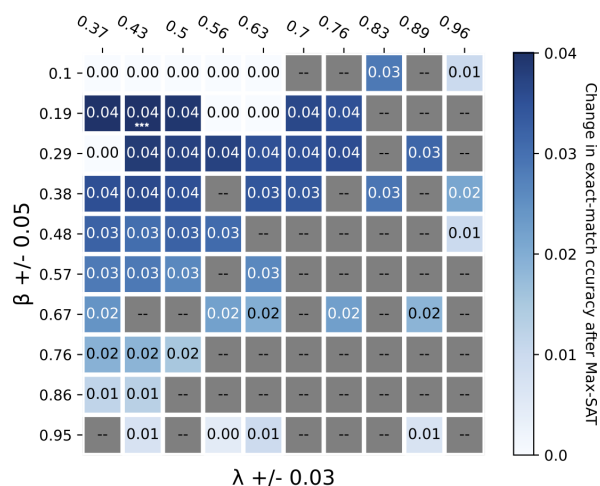 0.37 0.43 0.5 0.56 0.63 0.7 0.76 0.83 0.89 0.96
0.1 0.00 0.00 0.00 0.00 0.00 -- -- 0.03 -- 0.01
0.19 0.04 0.04 0.04 0.00 0.00 0.04 0.04 -- -- --
***
0.29 0.00 0.04 0.04 0.04 0.04 0.04 0.04 -- 0.03 --
0.38 0.04 0.04 0.04 -- 0.03 0.03 -- 0.03 -- 0.02
0.48 0.03 0.03 0.03 0.03 -- -- -- -- -- 0.01
0.57 0.03 0.03 0.03 -- 0.03 -- -- -- -- --
0.67 0.02 -- -- 0.02 0.02 -- 0.02 -- 0.02 --
0.76 0.02 0.02 0.02 -- -- -- -- -- -- --
0.86 0.01 0.01 -- -- -- -- -- -- -- --
0.95 -- 0.01 -- 0.00 0.01 -- -- -- 0.01 --
β +/- 0.05
λ +/- 0.03
0.04
0.03
0.02
0.01
0.0
Change in exact-match ccuracy after Max-SAT